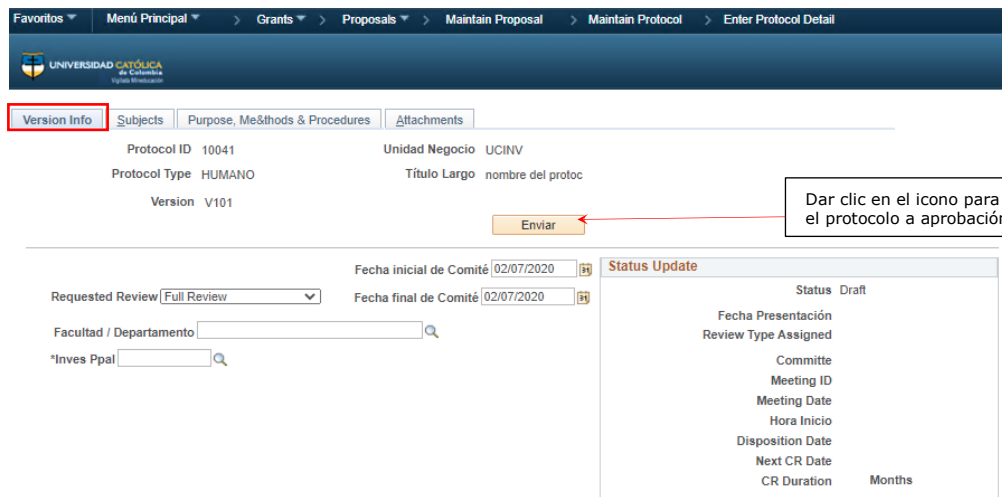 Favoritos Menú Principal > Grants > Proposals > Maintain Proposal > Maintain Protocol > Enter Protocol Detail
UNIVERSIDAD CATÓLICA
de Colombia
Vigilada Mineducación
Version Info Subjects Purpose, Me&thods & Procedures Attachments
Protocol ID 10041 Unidad Negocio UCINV
Protocol Type HUMANO Título Largo nombre del protoc
Version V101
Dar clic en el icono para
el protocolo a aprobación
Enviar
Fecha inicial de Comité 02/07/2020 31 Status Update
Requested Review Full Review Fecha final de Comité 02/07/2020 31
Status Draft
Fecha Presentación
Facultad / Departamento
Review Type Assigned
*Inves Ppal
Committe
Meeting ID
Meeting Date
Hora Inicio
Disposition Date
Next CR Date
CR Duration Months